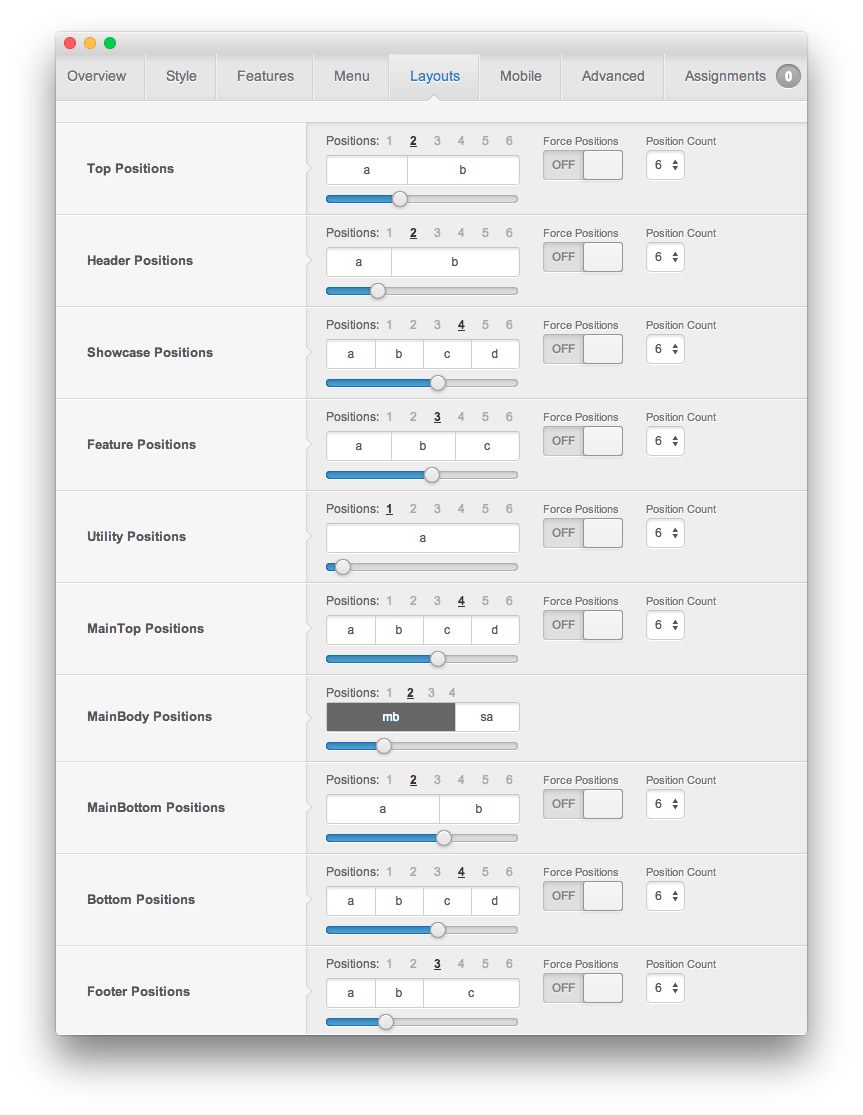 Overview Style Features Menu Layouts Mobile Advanced Assignments 0
Positions: 1 2 3 4 5 6 Force Positions Position Count
Top Positions a b OFF 6
Positions: 1 2 3 4 5 6 Force Positions Position Count
Header Positions a b OFF 6
Positions: 1 2 3 4 5 6 Force Positions Position Count
Showcase Positions a b c d OFF 6
Positions: 1 2 3 4 5 6 Force Positions Position Count
Feature Positions a b c OFF 6
Positions: 1 2 3 4 5 6 Force Positions Position Count
Utility Positions a OFF 6
Positions: 1 2 3 4 5 6 Force Positions Position Count
MainTop Positions a b c d OFF 6
Positions: 1 2 3 4
MainBody Positions mb sa
Positions: 1 2 3 4 5 6 Force Positions Position Count
MainBottom Positions a b OFF 6
Positions: 1 2 3 4 5 6 Force Positions Position Count
Bottom Positions a b c d OFF 6
Positions: 1 2 3 4 5 6 Force Positions Position Count
Footer Positions a b c OFF 6